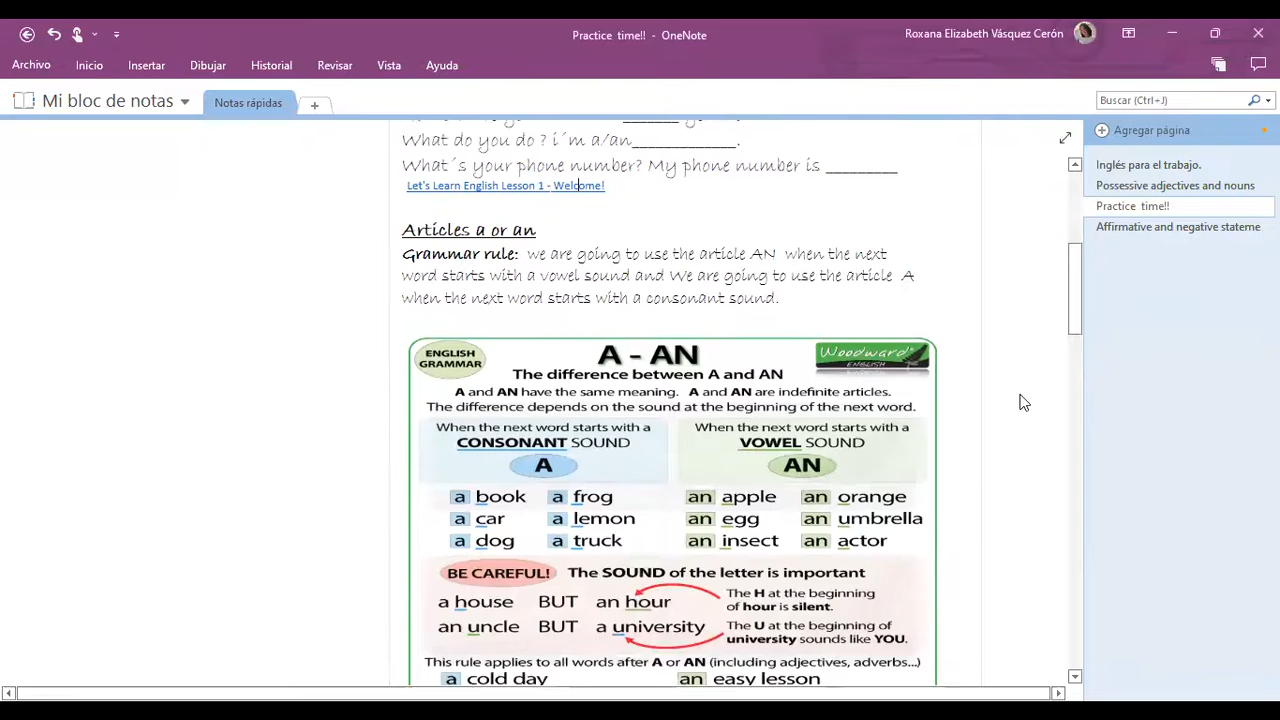 Practice time!! - OneNote
Roxana Elizabeth Vásquez Cerón
Archivo Inicio Insertar Dibujar Historial Revisar Vista Ayuda
Mi bloc de notas Notas rápidas +
Buscar (Ctrl+J)
Agregar página
Inglés para el trabajo.
Possessive adjectives and nouns
Practice time!!
Affirmative and negative stateme
What do you do ? i´m a/an_____________.
What´s your phone number? My phone number is _________
Let's Learn English Lesson 1 - Welcome!
Articles a or an
Grammar rule: we are going to use the article AN when the next
word starts with a vowel sound and We are going to use the article A
when the next word starts with a consonant sound.
ENGLISH
GRAMMAR
A - AN
Woodward
ENGLISH
The difference between A and AN
A and AN have the same meaning. A and AN are indefinite articles.
The difference depends on the sound at the beginning of the next word.
When the next word starts with a
CONSONANT SOUND
A
When the next word starts with a
VOWEL SOUND
AN
a book a frog an apple an orange
a car a lemon an egg an umbrella
a dog a truck an insect an actor
BE CAREFUL! The SOUND of the letter is important
a house BUT an hour
The H at the beginning
of hour is silent.
an uncle BUT a university
The U at the beginning of
university sounds like YOU.
This rule applies to all words after A or AN (including adjectives, adverbs...)
a cold day an easy lesson